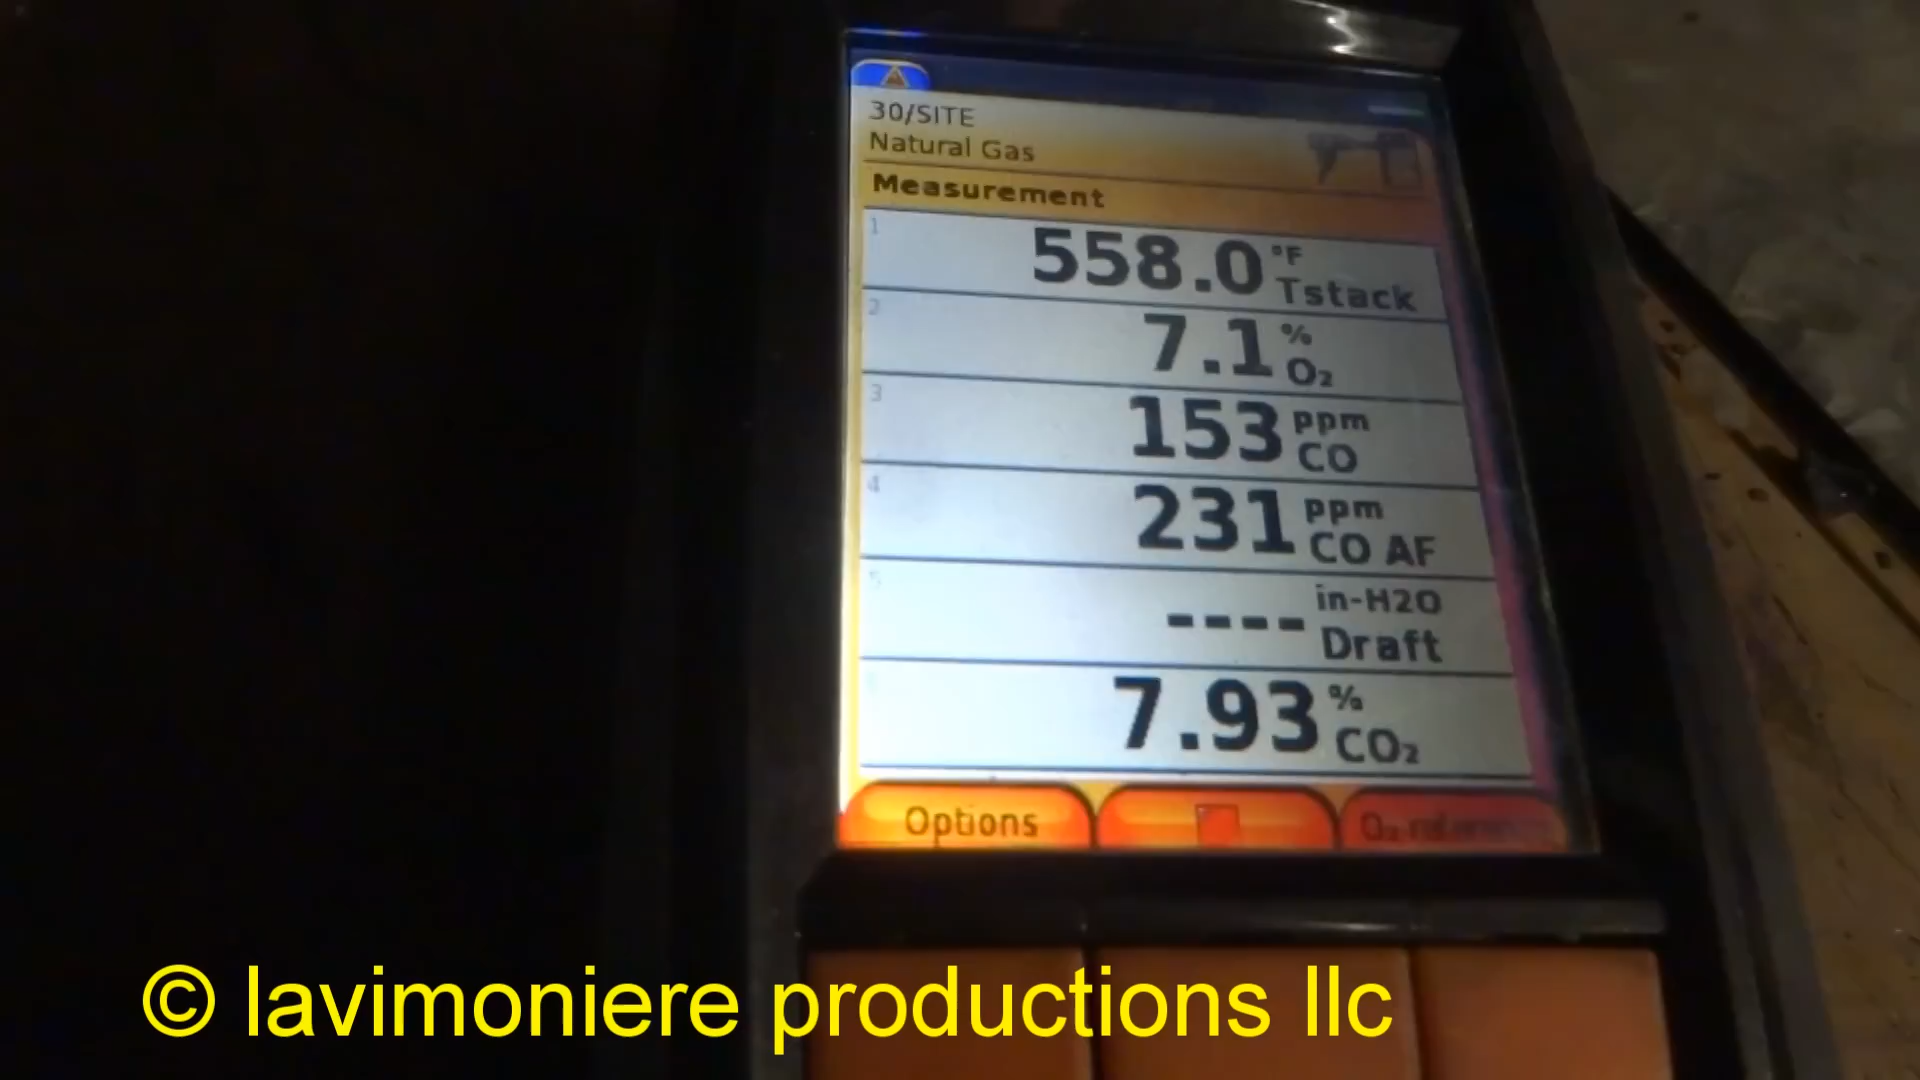 30/SITE
Natural Gas
Measurement
1
558.0 °F
Tstack
2
7.1 %
O₂
3
153 ppm
CO
4
231 ppm
CO AF
5
---- in-H2O
Draft
7.93 %
CO₂
Options
O₂
© lavimoniere productions llc